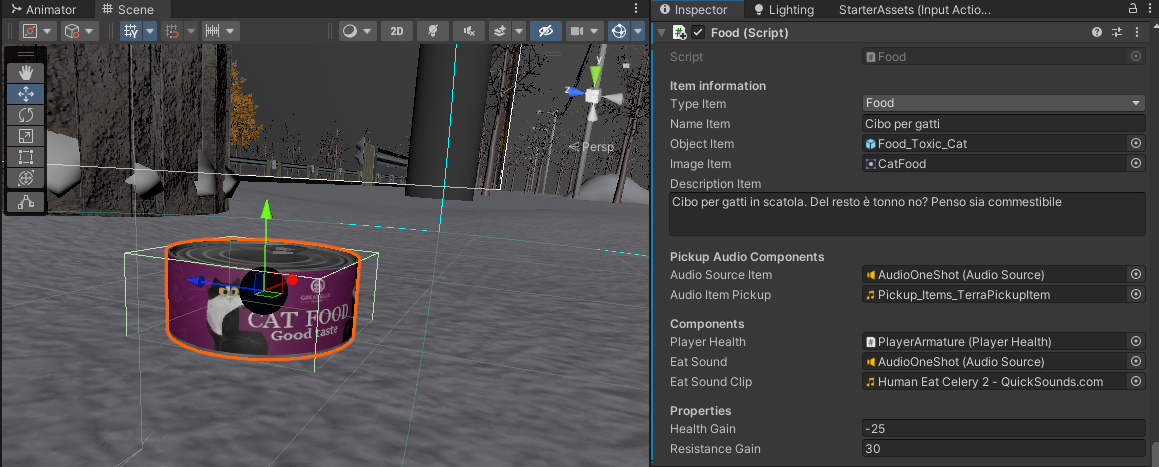 Animator
Scene
Inspector
Lighting
StarterAssets (Input Actio...
2D
y
z
Persp
CAT FOOD
Good taste
Food (Script)
Script Food
Item information
Type Item Food
Name Item Cibo per gatti
Object Item Food_Toxic_Cat
Image Item CatFood
Description Item
Cibo per gatti in scatola. Del resto è tonno no? Penso sia commestibile
Pickup Audio Components
Audio Source Item AudioOneShot (Audio Source)
Audio Item Pickup Pickup_Items_TerraPickupItem
Components
Player Health PlayerArmature (Player Health)
Eat Sound AudioOneShot (Audio Source)
Eat Sound Clip Human Eat Celery 2 - QuickSounds.com
Properties
Health Gain -25
Resistance Gain 30